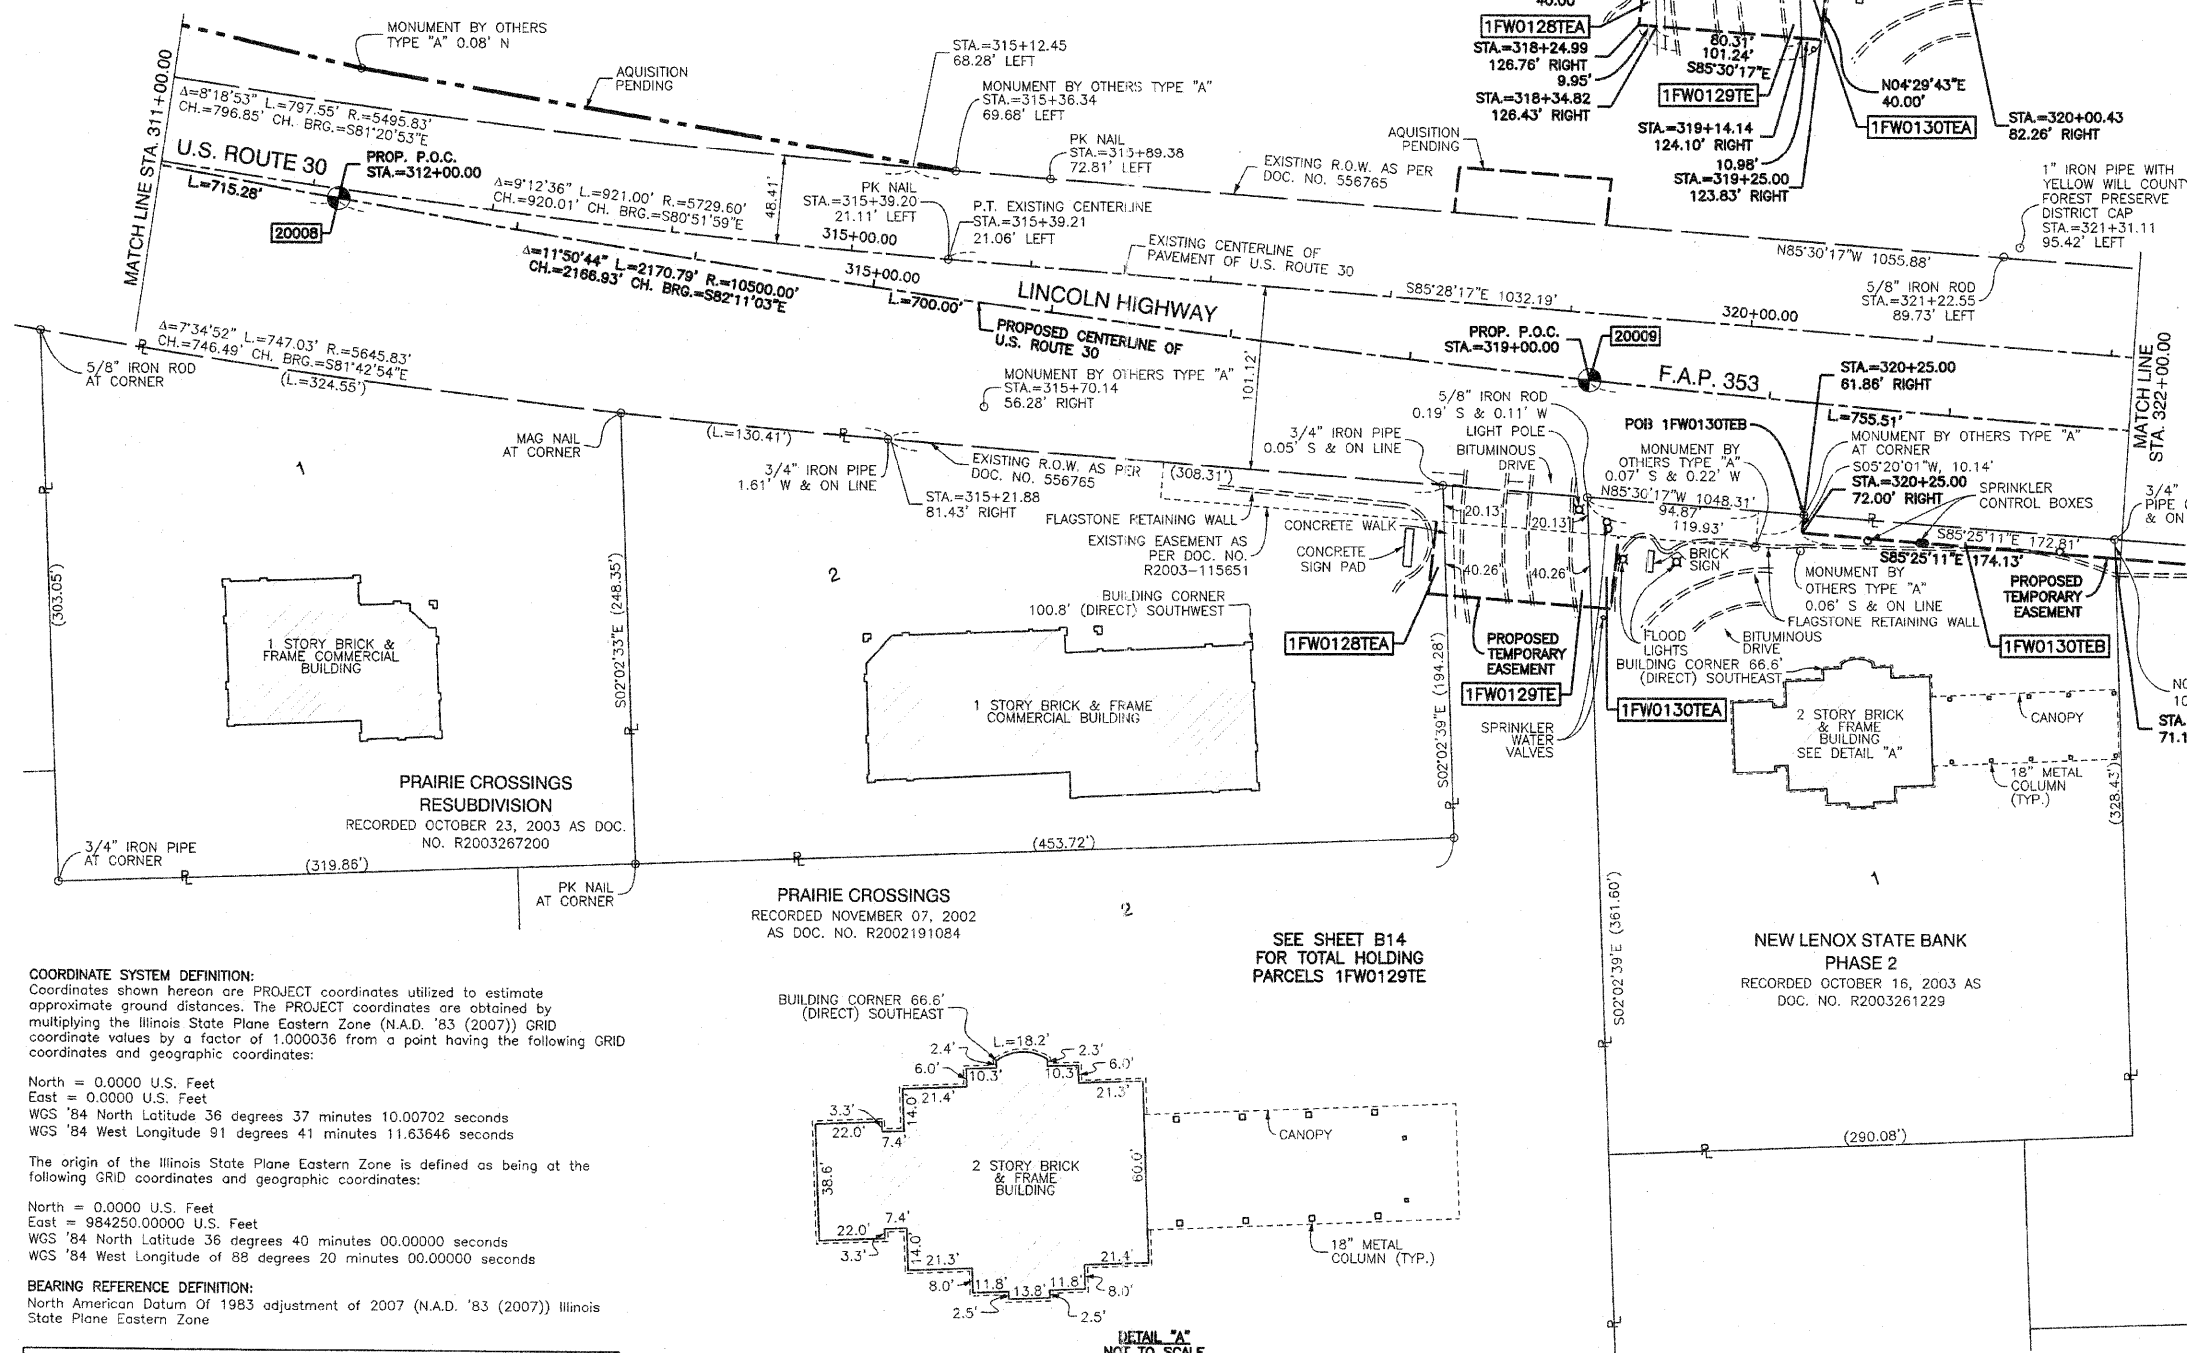 MONUMENT BY OTHERS
TYPE "A" 0.08' N
AQUISITION
PENDING
STA.=315+12.45
68.28' LEFT
MONUMENT BY OTHERS TYPE "A"
STA.=315+36.34
69.68' LEFT
PK NAIL
STA.=315+89.38
72.81' LEFT
40.00'
1FW0128TEA
STA.=318+24.99
126.76' RIGHT
9.95'
STA.=318+34.82
126.43' RIGHT
80.31'
101.24'
S85°30'17"E
1FW0129TE
STA.=319+14.14
124.10' RIGHT
10.98'
STA.=319+25.00
123.83' RIGHT
N04°29'43"E
40.00'
1FW0130TEA
STA.=320+00.43
82.26' RIGHT
AQUISITION
PENDING
EXISTING R.O.W. AS PER
DOC. NO. 556765
1" IRON PIPE WITH
YELLOW WILL COUNTY
FOREST PRESERVE
DISTRICT CAP
STA.=321+31.11
95.42' LEFT
MATCH LINE STA. 311+00.00
Δ=8°18'53" L.=797.55' R.=5495.83'
CH.=796.85' CH. BRG.=S81°20'53"E
U.S. ROUTE 30
L.=715.28'
PROP. P.O.C.
STA.=312+00.00
20008
Δ=9°12'36" L.=921.00' R.=5729.60'
CH.=920.01' CH. BRG.=S80°51'59"E
48.41'
PK NAIL
STA.=315+39.20
21.11' LEFT
315+00.00
P.T. EXISTING CENTERLINE
STA.=315+39.21
21.06' LEFT
EXISTING CENTERLINE OF
PAVEMENT OF U.S. ROUTE 30
N85°30'17"W 1055.88'
5/8" IRON ROD
STA.=321+22.55
89.73' LEFT
Δ=11°50'44" L.=2170.79' R.=10500.00'
CH.=2166.93' CH. BRG.=S82°11'03"E
315+00.00
L.=700.00'
LINCOLN HIGHWAY
S85°28'17"E 1032.19'
320+00.00
PROPOSED CENTERLINE OF
U.S. ROUTE 30
PROP. P.O.C.
STA.=319+00.00
20009
F.A.P. 353
STA.=320+25.00
61.86' RIGHT
L.=755.51'
MATCH LINE
STA. 322+00.00
Δ=7°34'52" L.=747.03' R.=5645.83'
CH.=746.49' CH. BRG.=S81°42'54"E
(L.=324.55')
5/8" IRON ROD
AT CORNER
MONUMENT BY OTHERS TYPE "A"
STA.=315+70.14
56.28' RIGHT
101.12'
MAG NAIL
AT CORNER
(L.=130.41')
3/4" IRON PIPE
1.61' W & ON LINE
EXISTING R.O.W. AS PER
DOC. NO. 556765
STA.=315+21.88
81.43' RIGHT
(308.31')
3/4" IRON PIPE
0.05' S & ON LINE
5/8" IRON ROD
0.19' S & 0.11' W
LIGHT POLE
BITUMINOUS
DRIVE
POB 1FW0130TEB
MONUMENT BY
OTHERS TYPE "A"
0.07' S & 0.22' W
MONUMENT BY OTHERS TYPE "A"
AT CORNER
S05°20'01"W, 10.14'
STA.=320+25.00
72.00' RIGHT
SPRINKLER
CONTROL BOXES
3/4"
PIPE
& ON
N85°30'17"W 1048.31'
94.87'
119.93'
FLAGSTONE RETAINING WALL
EXISTING EASEMENT AS
PER DOC. NO.
R2003-115651
CONCRETE WALK
CONCRETE
SIGN PAD
20.13'
20.13'
40.26'
40.26'
BRICK
SIGN
S85°25'11"E 172.81'
S85°25'11"E 174.13'
MONUMENT BY
OTHERS TYPE "A"
0.06' S & ON LINE
FLAGSTONE RETAINING WALL
PROPOSED
TEMPORARY
EASEMENT
1FW0130TEB
1
2
(303.05')
S02°02'33"E (248.35')
BUILDING CORNER
100.8' (DIRECT) SOUTHWEST
1 STORY BRICK &
FRAME COMMERCIAL
BUILDING
1 STORY BRICK & FRAME
COMMERCIAL BUILDING
1FW0128TEA
PROPOSED
TEMPORARY
EASEMENT
1FW0129TE
1FW0130TEA
SPRINKLER
WATER
VALVES
FLOOD
LIGHTS
BITUMINOUS
DRIVE
BUILDING CORNER 66.6'
(DIRECT) SOUTHEAST
2 STORY BRICK
& FRAME
BUILDING
SEE DETAIL "A"
CANOPY
18" METAL
COLUMN
(TYP.)
(328.43')
STA.
71.1
S02°02'39"E (194.28')
PRAIRIE CROSSINGS
RESUBDIVISION
RECORDED OCTOBER 23, 2003 AS DOC.
NO. R2003267200
3/4" IRON PIPE
AT CORNER
(319.86')
(453.72')
PK NAIL
AT CORNER
PRAIRIE CROSSINGS
RECORDED NOVEMBER 07, 2002
AS DOC. NO. R2002191084
2
1
SEE SHEET B14
FOR TOTAL HOLDING
PARCELS 1FW0129TE
S02°02'39"E (361.60')
NEW LENOX STATE BANK
PHASE 2
RECORDED OCTOBER 16, 2003 AS
DOC. NO. R2003261229
(290.08')
COORDINATE SYSTEM DEFINITION:
Coordinates shown hereon are PROJECT coordinates utilized to estimate
approximate ground distances. The PROJECT coordinates are obtained by
multiplying the Illinois State Plane Eastern Zone (N.A.D. '83 (2007)) GRID
coordinate values by a factor of 1.000036 from a point having the following GRID
coordinates and geographic coordinates:
North = 0.0000 U.S. Feet
East = 0.0000 U.S. Feet
WGS '84 North Latitude 36 degrees 37 minutes 10.00702 seconds
WGS '84 West Longitude 91 degrees 41 minutes 11.63646 seconds
The origin of the Illinois State Plane Eastern Zone is defined as being at the
following GRID coordinates and geographic coordinates:
North = 0.0000 U.S. Feet
East = 984250.00000 U.S. Feet
WGS '84 North Latitude 36 degrees 40 minutes 00.00000 seconds
WGS '84 West Longitude of 88 degrees 20 minutes 00.00000 seconds
BEARING REFERENCE DEFINITION:
North American Datum Of 1983 adjustment of 2007 (N.A.D. '83 (2007)) Illinois
State Plane Eastern Zone
BUILDING CORNER 66.6'
(DIRECT) SOUTHEAST
L.=18.2'
2.4'
2.3'
6.0'
10.3'
10.3'
6.0'
21.4'
21.3'
3.3'
14.0'
22.0'
7.4'
38.6'
2 STORY BRICK
& FRAME
BUILDING
60.0'
CANOPY
22.0'
7.4'
3.3'
14.0'
21.3'
21.4'
8.0'
11.8'
13.8'
11.8'
8.0'
2.5'
2.5'
18" METAL
COLUMN (TYP.)
DETAIL "A"
NOT TO SCALE